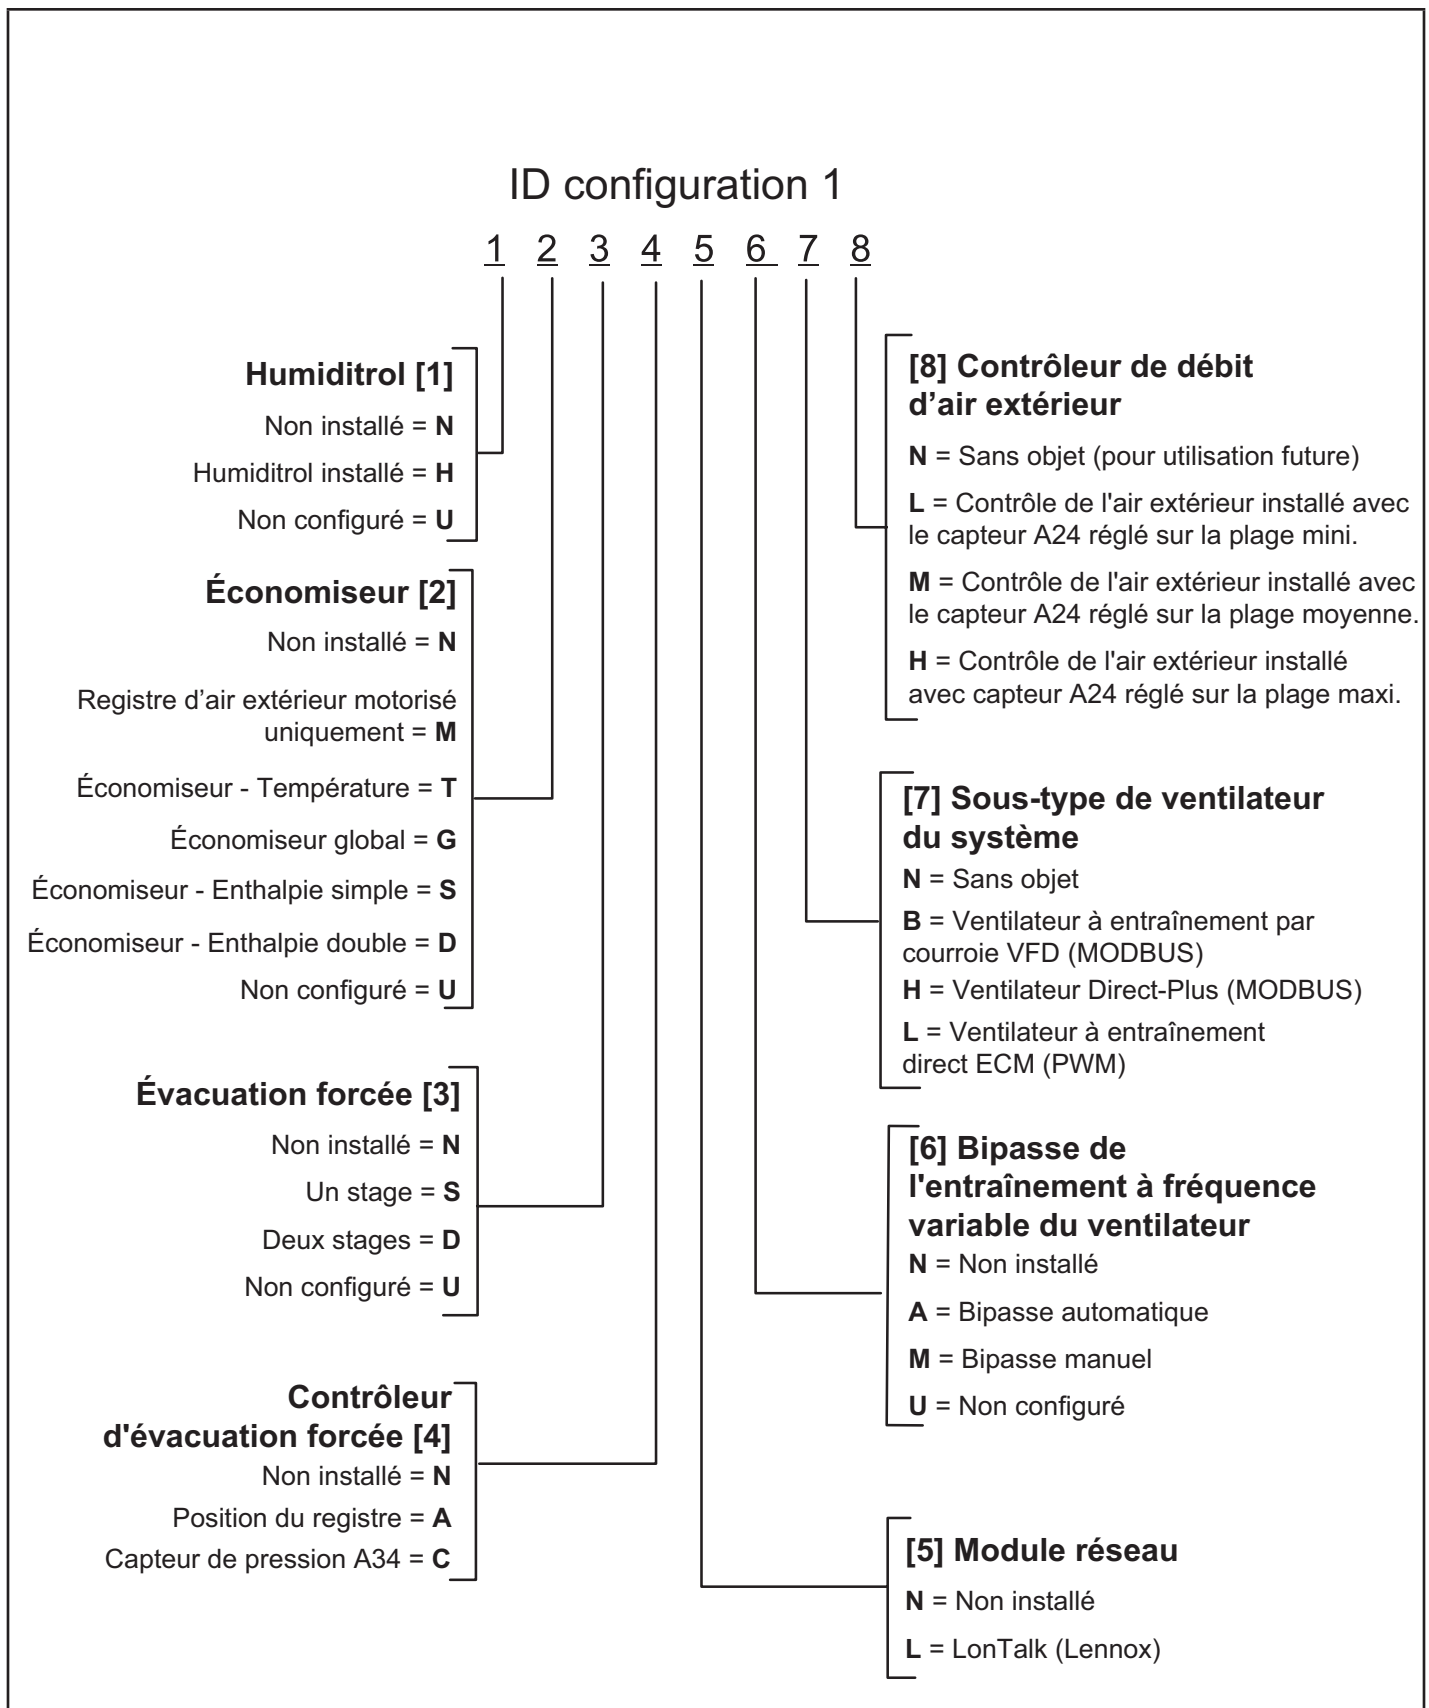 ID configuration 1
1 2 3 4 5 6 7 8
Humiditrol [1]
Non installé = N
Humiditrol installé = H
Non configuré = U
Économiseur [2]
Non installé = N
Registre d’air extérieur motorisé
uniquement = M
Économiseur - Température = T
Économiseur global = G
Économiseur - Enthalpie simple = S
Économiseur - Enthalpie double = D
Non configuré = U
Évacuation forcée [3]
Non installé = N
Un stage = S
Deux stages = D
Non configuré = U
Contrôleur
d'évacuation forcée [4]
Non installé = N
Position du registre = A
Capteur de pression A34 = C
[8] Contrôleur de débit
d’air extérieur
N = Sans objet (pour utilisation future)
L = Contrôle de l'air extérieur installé avec
le capteur A24 réglé sur la plage mini.
M = Contrôle de l'air extérieur installé avec
le capteur A24 réglé sur la plage moyenne.
H = Contrôle de l'air extérieur installé
avec capteur A24 réglé sur la plage maxi.
[7] Sous-type de ventilateur
du système
N = Sans objet
B = Ventilateur à entraînement par
courroie VFD (MODBUS)
H = Ventilateur Direct-Plus (MODBUS)
L = Ventilateur à entraînement
direct ECM (PWM)
[6] Bipasse de
l'entraînement à fréquence
variable du ventilateur
N = Non installé
A = Bipasse automatique
M = Bipasse manuel
U = Non configuré
[5] Module réseau
N = Non installé
L = LonTalk (Lennox)